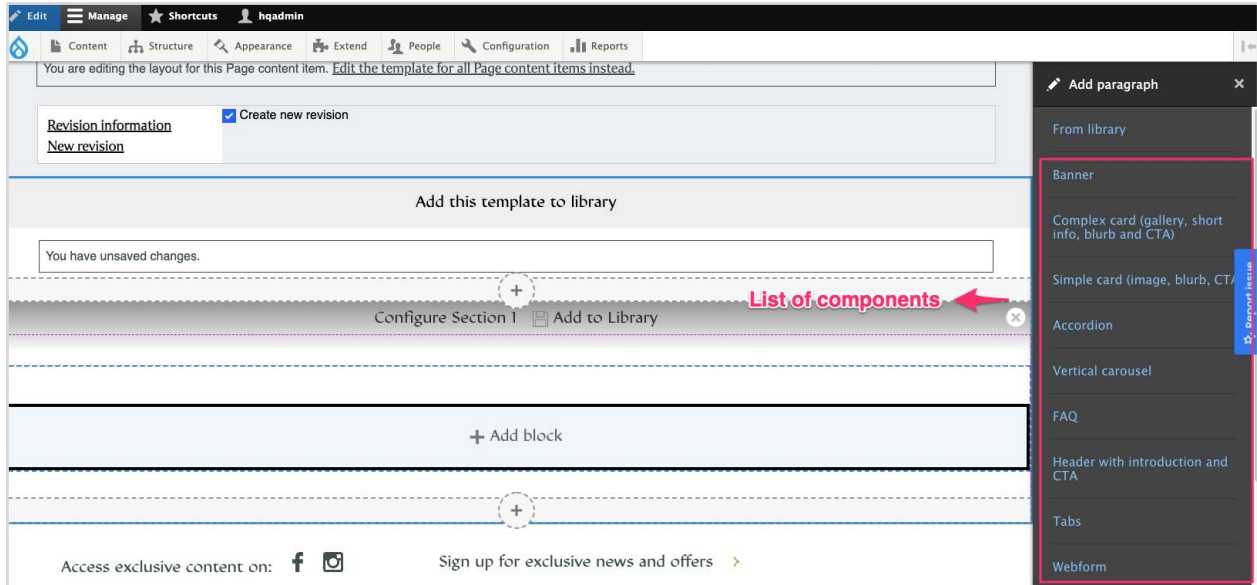 Edit Manage Shortcuts hqadmin
Content Structure Appearance Extend People Configuration Reports
You are editing the layout for this Page content item. Edit the template for all Page content items instead.
Revision information
New revision
Create new revision
Add this template to library
You have unsaved changes.
List of components
Configure Section 1 Add to Library
Add block
Access exclusive content on:
Sign up for exclusive news and offers
Add paragraph
From library
Banner
Complex card (gallery, short
info, blurb and CTA)
Simple card (image, blurb, CTA
Accordion
Vertical carousel
FAQ
Header with introduction and
CTA
Tabs
Webform
Report issue